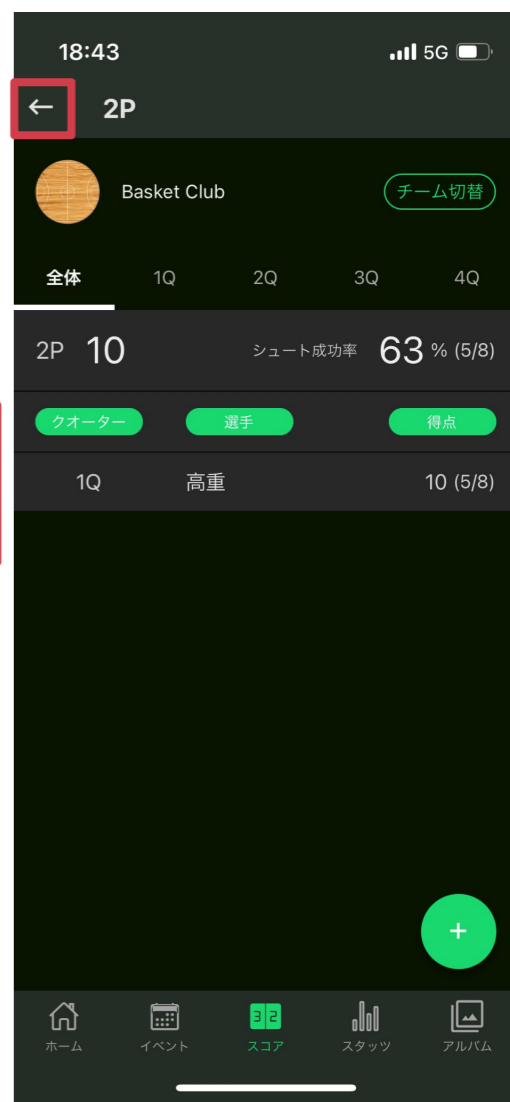 18:43 5G
← 2P
Basket Club チーム切替
全体 1Q 2Q 3Q 4Q
2P 10 シュート成功率 63 % (5/8)
クオーター 選手 得点
1Q 高重 10 (5/8)
+
32
ホーム イベント スコア スタッツ アルバム